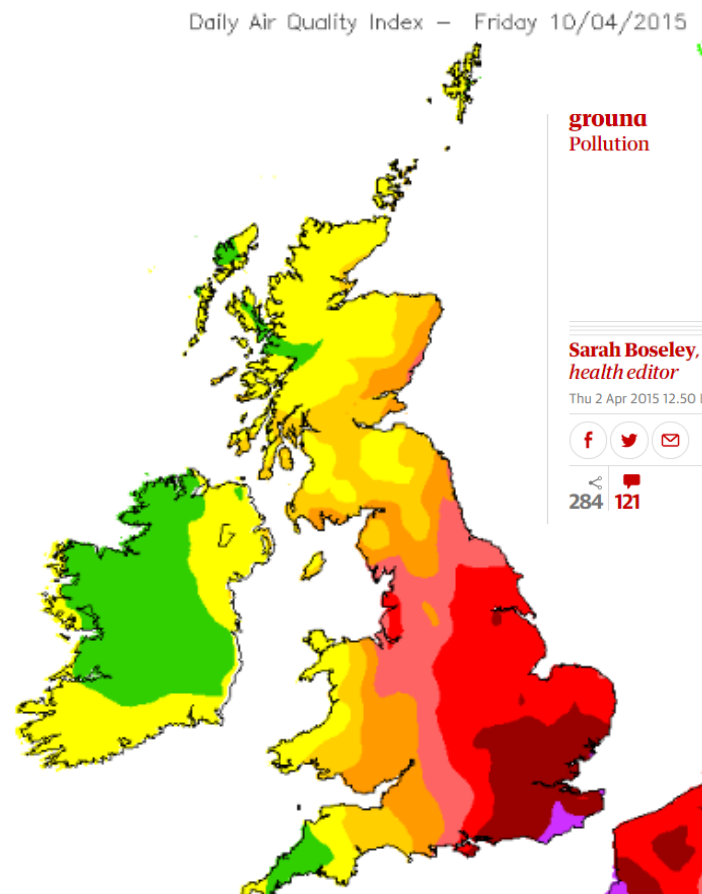 Daily Air Quality Index – Friday 10/04/2015
ground
Pollution
Sarah Boseley,
health editor
Thu 2 Apr 2015 12.50
284 121